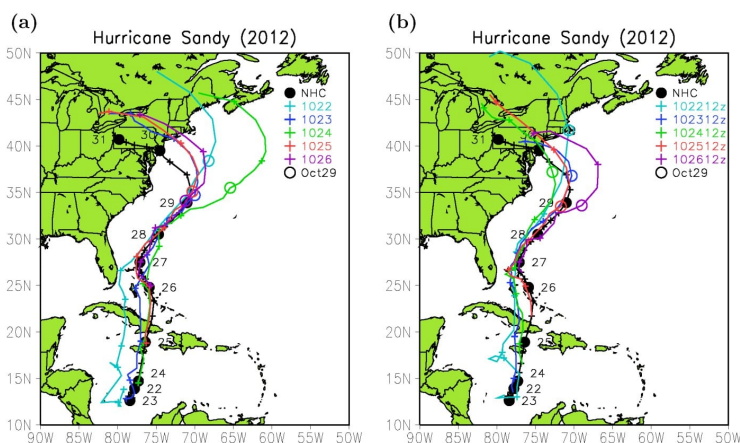 (a)
Hurricane Sandy (2012)
50N
45N
40N
35N
30N
25N
20N
15N
10N
90W 85W 80W 75W 70W 65W 60W 55W 50W
NHC
1022
1023
1024
1025
1026
Oct29
31
30
29
28
27
26
25
24
22
23
(b)
Hurricane Sandy (2012)
50N
45N
40N
35N
30N
25N
20N
15N
10N
90W 85W 80W 75W 70W 65W 60W 55W 50W
NHC
102212z
102312z
102412z
102512z
102612z
Oct29
31
29
28
27
26
25
24
22
23